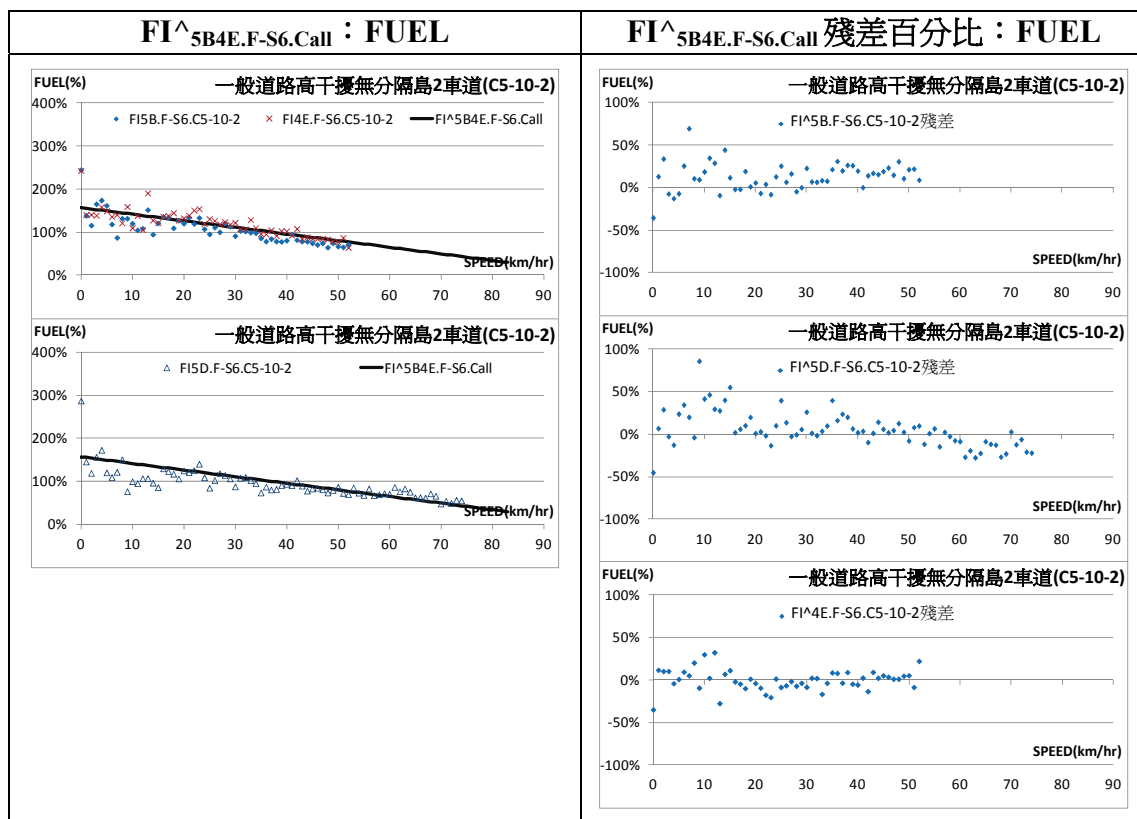 FI^5B4E.F-S6.Call：FUEL
FI^5B4E.F-S6.Call 殘差百分比：FUEL
FUEL(%)
一般道路高干擾無分隔島2車道(C5-10-2)
400%
FI5B.F-S6.C5-10-2 FI4E.F-S6.C5-10-2 FI^5B4E.F-S6.Call
300%
200%
100%
0%
SPEED(km/hr)
0 10 20 30 40 50 60 70 80 90
FUEL(%)
一般道路高干擾無分隔島2車道(C5-10-2)
400%
FI5D.F-S6.C5-10-2 FI^5B4E.F-S6.Call
300%
200%
100%
0%
SPEED(km/hr)
0 10 20 30 40 50 60 70 80 90
FUEL(%)
一般道路高干擾無分隔島2車道(C5-10-2)
100%
FI^5B.F-S6.C5-10-2殘差
50%
0%
-50%
SPEED(km/hr)
-100%
0 10 20 30 40 50 60 70 80 90
FUEL(%)
一般道路高干擾無分隔島2車道(C5-10-2)
100%
FI^5D.F-S6.C5-10-2殘差
50%
0%
-50%
SPEED(km/hr)
-100%
0 10 20 30 40 50 60 70 80 90
FUEL(%)
一般道路高干擾無分隔島2車道(C5-10-2)
100%
FI^4E.F-S6.C5-10-2殘差
50%
0%
-50%
SPEED(km/hr)
-100%
0 10 20 30 40 50 60 70 80 90